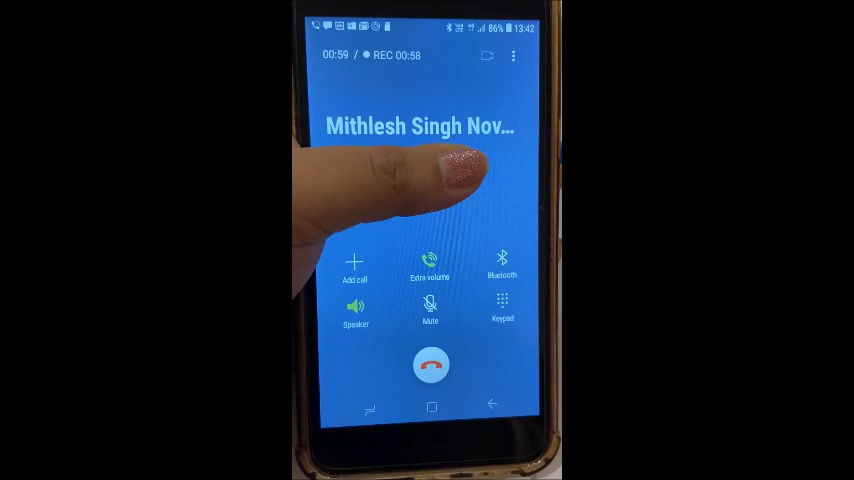 86% 13:42
00:59 / REC 00:58
Mithlesh Singh Nov...
Add call
Extra volume
Bluetooth
Speaker
Mute
Keypad